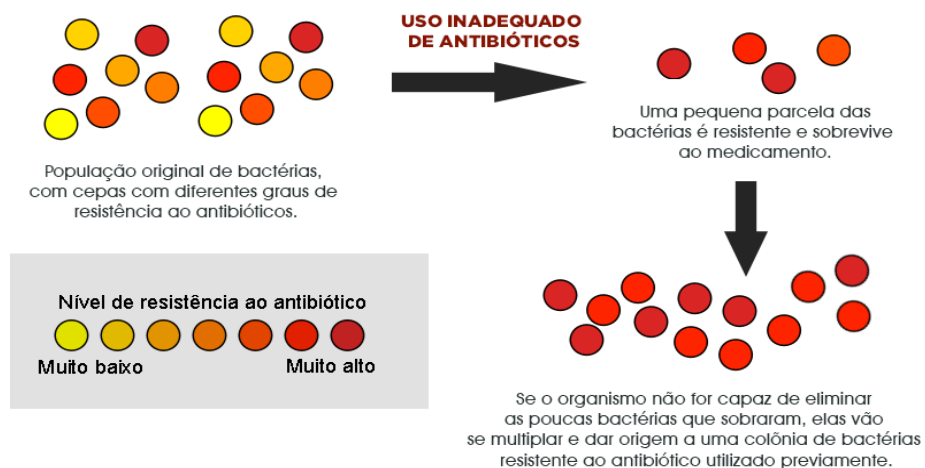 USO INADEQUADO
DE ANTIBIÓTICOS
População original de bactérias,
com cepas com diferentes graus de
resistência ao antibióticos.
Uma pequena parcela das
bactérias é resistente e sobrevive
ao medicamento.
Nível de resistência ao antibiótico
Muito baixo
Muito alto
Se o organismo não for capaz de eliminar
as poucas bactérias que sobraram, elas vão
se multiplar e dar origem a uma colônia de bactérias
resistente ao antibiótico utilizado previamente.